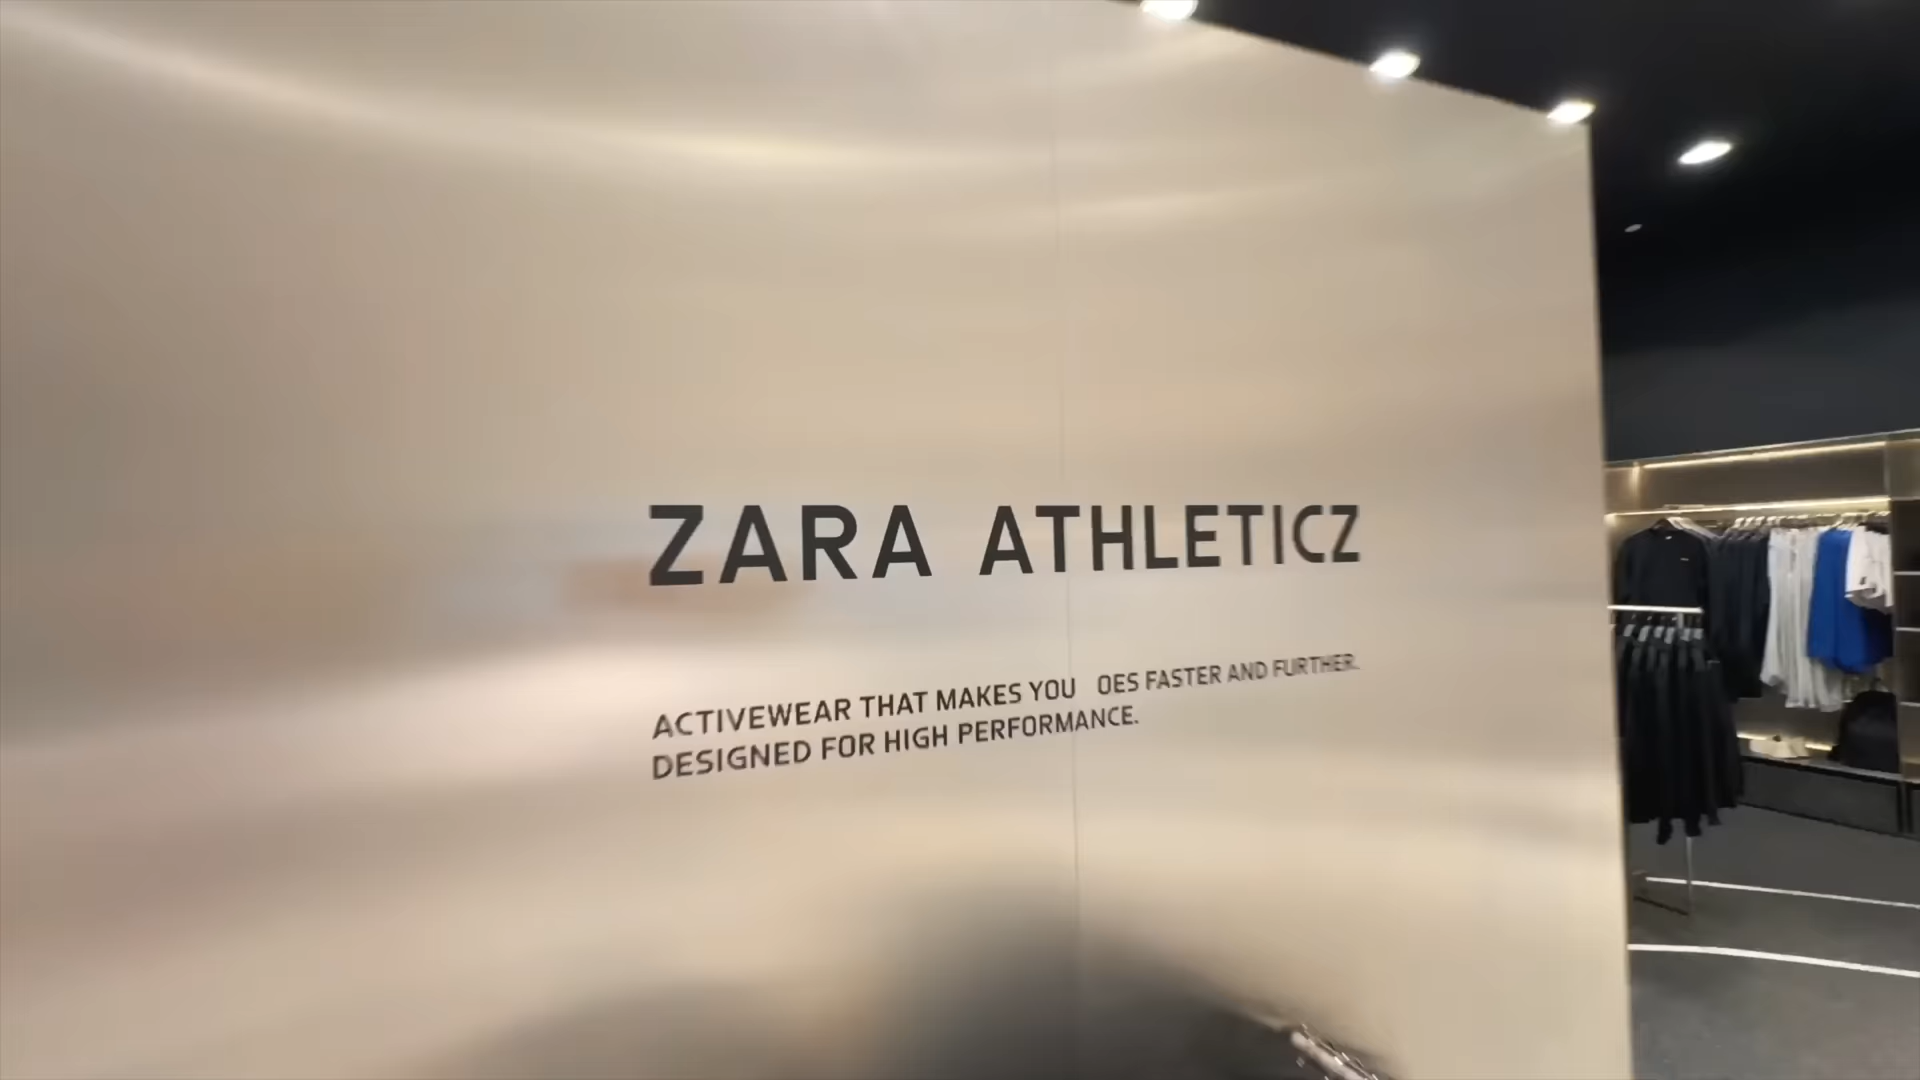 ZARA ATHLETICZ
ACTIVEWEAR THAT MAKES YOU OES FASTER AND FURTHER.
DESIGNED FOR HIGH PERFORMANCE.